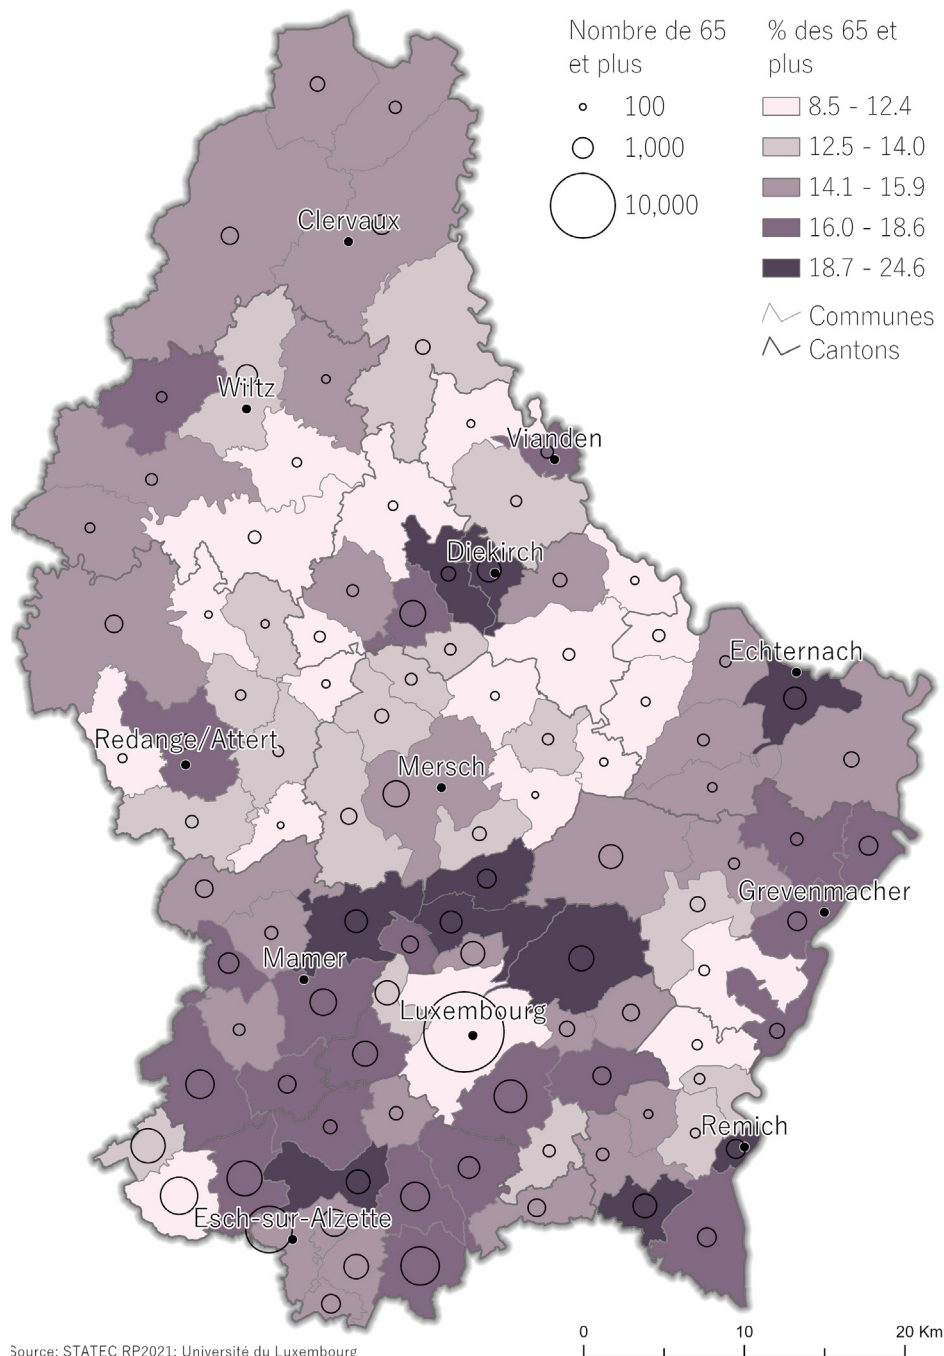 Nombre de 65
et plus
100
1,000
10,000
% des 65 et
plus
8.5 - 12.4
12.5 - 14.0
14.1 - 15.9
16.0 - 18.6
18.7 - 24.6
Communes
Cantons
Clervaux
Wiltz
Vianden
Diekirch
Echternach
Redange/Attert
Mersch
Grevenmacher
Mamer
Luxembourg
Remich
Esch-sur-Alzette
0 10 20 Km
Source: STATEC RP2021; Université du Luxembourg